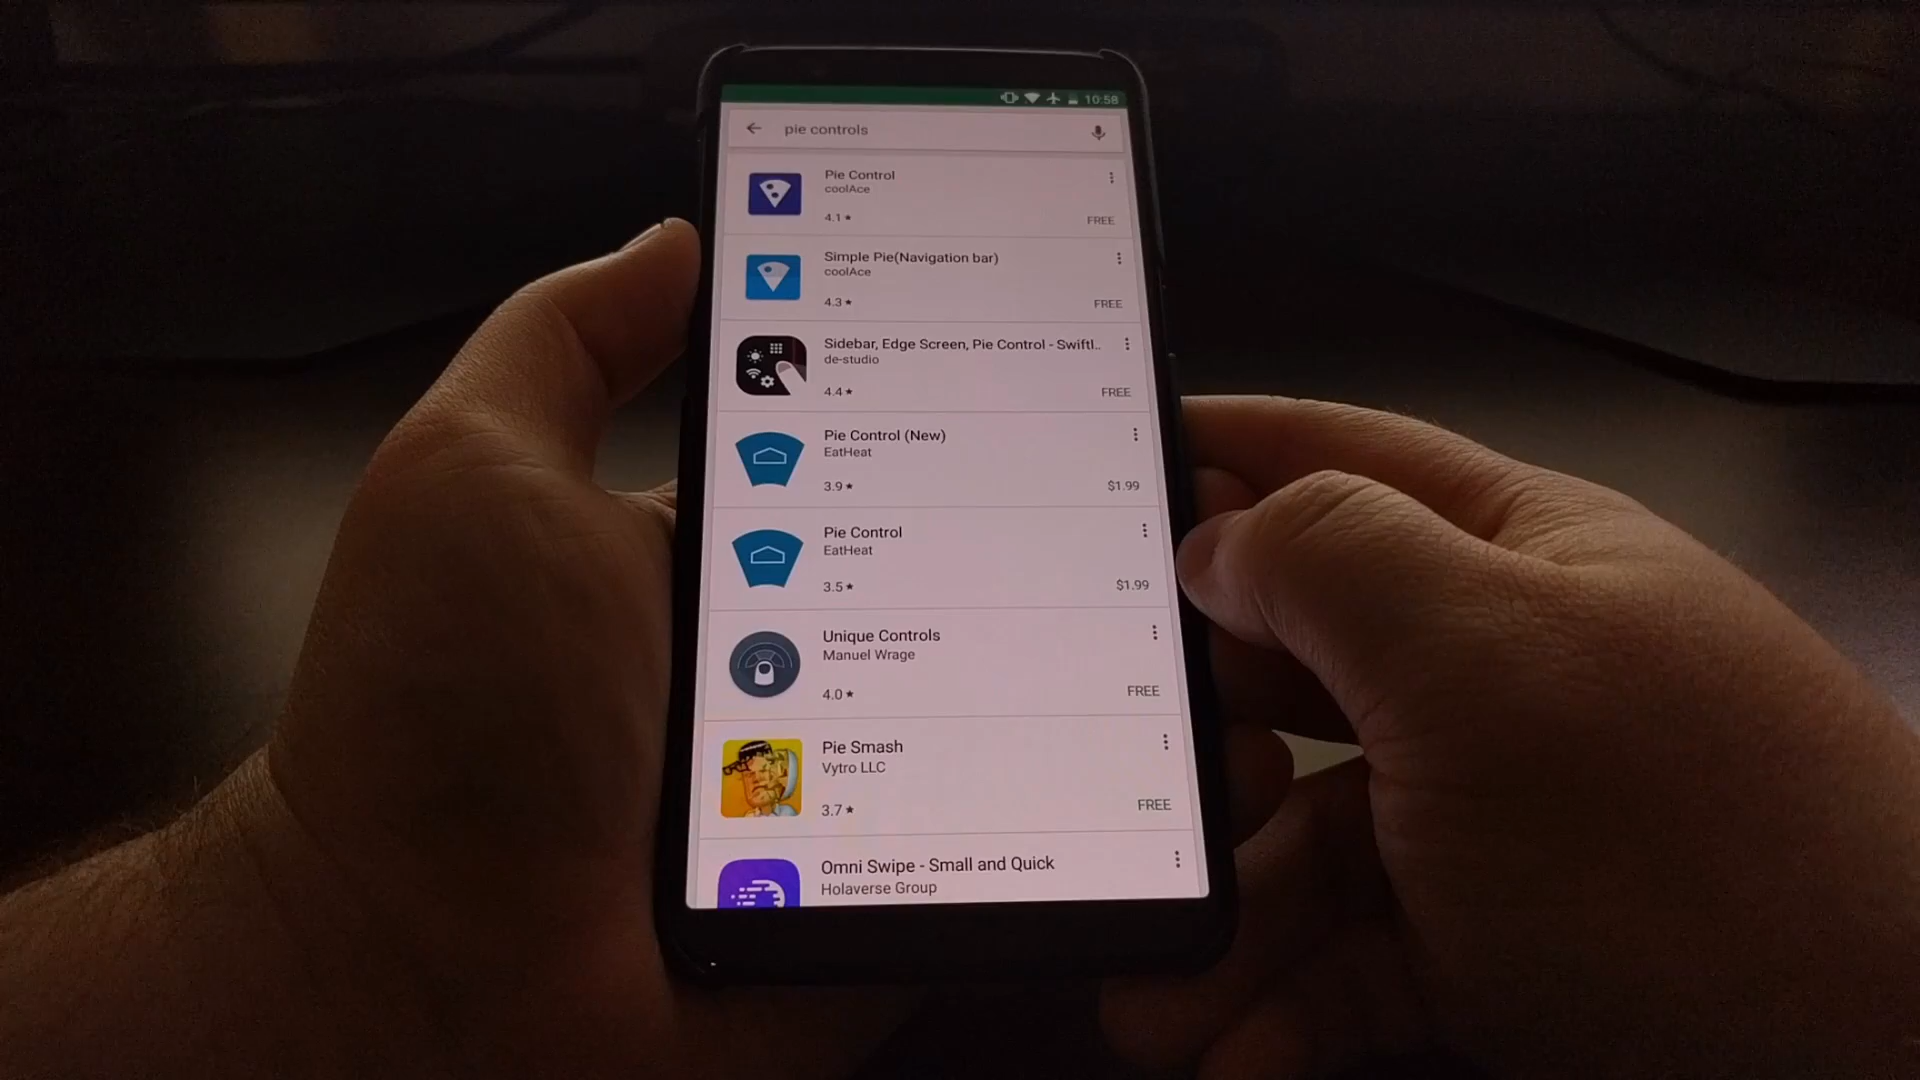 10:58
pie controls
Pie Control
coolAce
4.1★
FREE
Simple Pie(Navigation bar)
coolAce
4.3★
FREE
Sidebar, Edge Screen, Pie Control - Swiftl..
de-studio
4.4★
FREE
Pie Control (New)
EatHeat
3.9★
$1.99
Pie Control
EatHeat
3.5★
$1.99
Unique Controls
Manuel Wrage
4.0★
FREE
Pie Smash
Vytro LLC
3.7★
FREE
Omni Swipe - Small and Quick
Holaverse Group